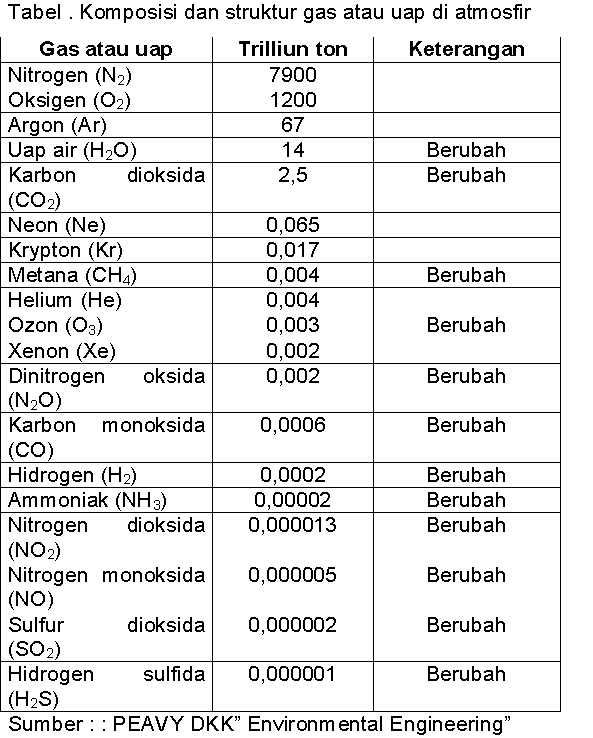 Tabel . Komposisi dan struktur gas atau uap di atmosfir
Gas atau uap Trilliun ton Keterangan
Nitrogen (N₂) 7900
Oksigen (O₂) 1200
Argon (Ar) 67
Uap air (H₂O) 14 Berubah
Karbon dioksida 2,5 Berubah
(CO₂)
Neon (Ne) 0,065
Krypton (Kr) 0,017
Metana (CH₄) 0,004 Berubah
Helium (He) 0,004
Ozon (O₃) 0,003 Berubah
Xenon (Xe) 0,002
Dinitrogen oksida 0,002 Berubah
(N₂O)
Karbon monoksida 0,0006 Berubah
(CO)
Hidrogen (H₂) 0,0002 Berubah
Ammoniak (NH₃) 0,00002 Berubah
Nitrogen dioksida 0,000013 Berubah
(NO₂)
Nitrogen monoksida 0,000005 Berubah
(NO)
Sulfur dioksida 0,000002 Berubah
(SO₂)
Hidrogen sulfida 0,000001 Berubah
(H₂S)
Sumber : : PEAVY DKK” Environmental Engineering”